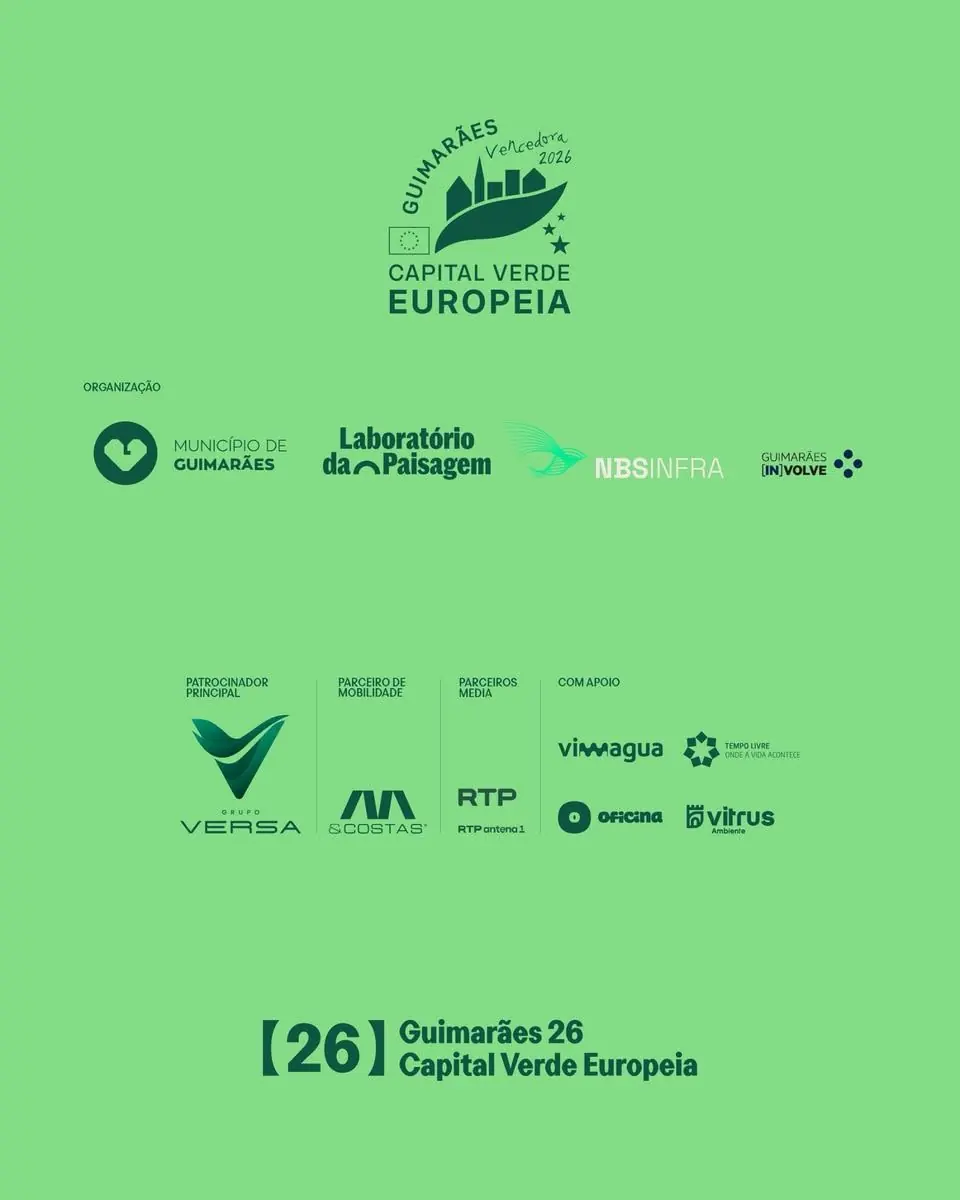 GUIMARÃES
Vencedora
2026
CAPITAL VERDE
EUROPEIA
ORGANIZAÇÃO
MUNICÍPIO DE
GUIMARÃES
Laboratório
da Paisagem
NBSINFRA
GUIMARÃES
[IN]VOLVE
PATROCINADOR
PRINCIPAL
GRUPO
VERSA
PARCEIRO DE
MOBILIDADE
&COSTAS
PARCEIROS
MEDIA
RTP
RTP antena 1
COM APOIO
vimagua
TEMPO LIVRE
ONDE A VIDA ACONTECE
oficina
vitrus
Ambiente
[26]
Guimarães 26
Capital Verde Europeia